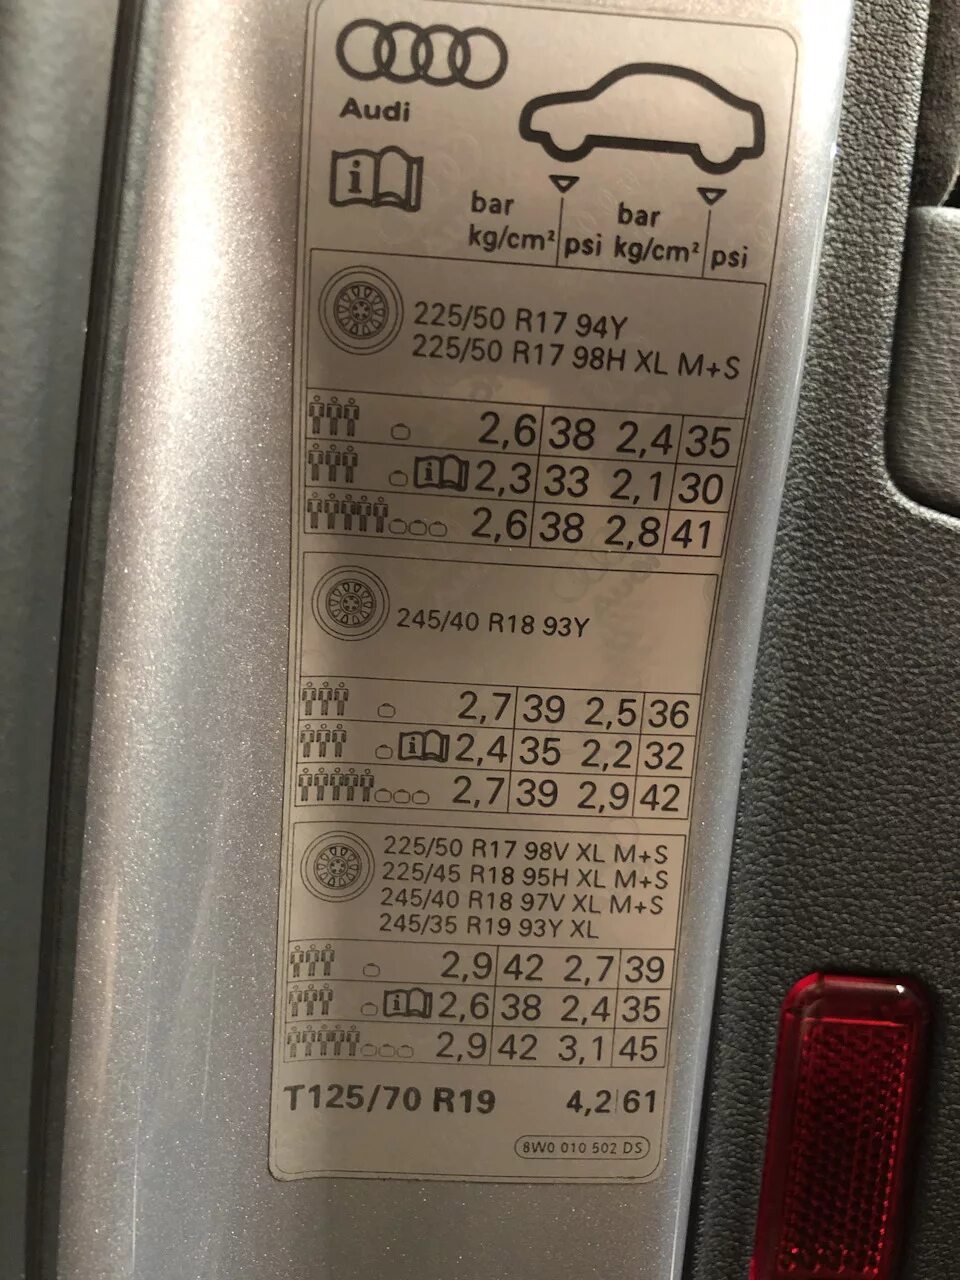 Audi
i
bar bar
kg/cm² psi kg/cm² psi
225/50 R17 94Y
225/50 R17 98H XL M+S
2,6 38 2,4 35
i 2,3 33 2,1 30
2,6 38 2,8 41
245/40 R18 93Y
2,7 39 2,5 36
i 2,4 35 2,2 32
2,7 39 2,9 42
225/50 R17 98V XL M+S
225/45 R18 95H XL M+S
245/40 R18 97V XL M+S
245/35 R19 93Y XL
2,9 42 2,7 39
i 2,6 38 2,4 35
2,9 42 3,1 45
T125/70 R19 4,2 61
8W0 010 502 DS